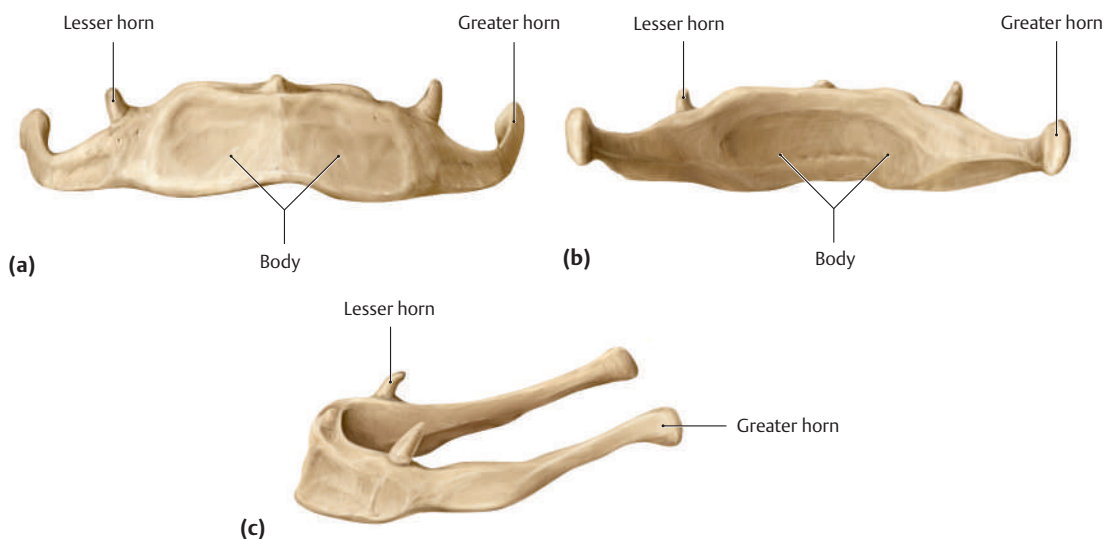 Lesser horn
Greater horn
Lesser horn
Greater horn
Body
(a)
Body
(b)
Lesser horn
Greater horn
(c)